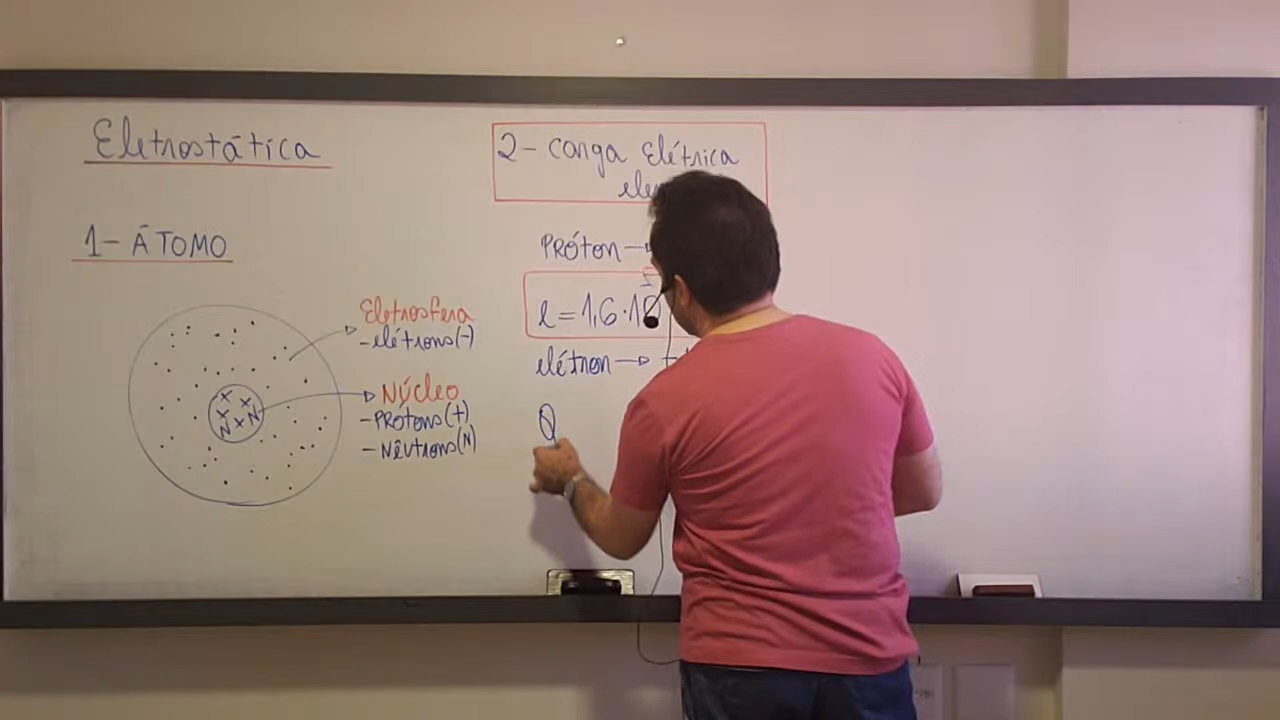 Eletrostática
1- ÁTOMO
Eletrosfera
-elétrons(-)
Núcleo
-PRótons(+)
-Nêutrons(N)
x x
x x N
N
2- Carga Elétrica
PRóton→
e=1,6·10
elétron→
Q